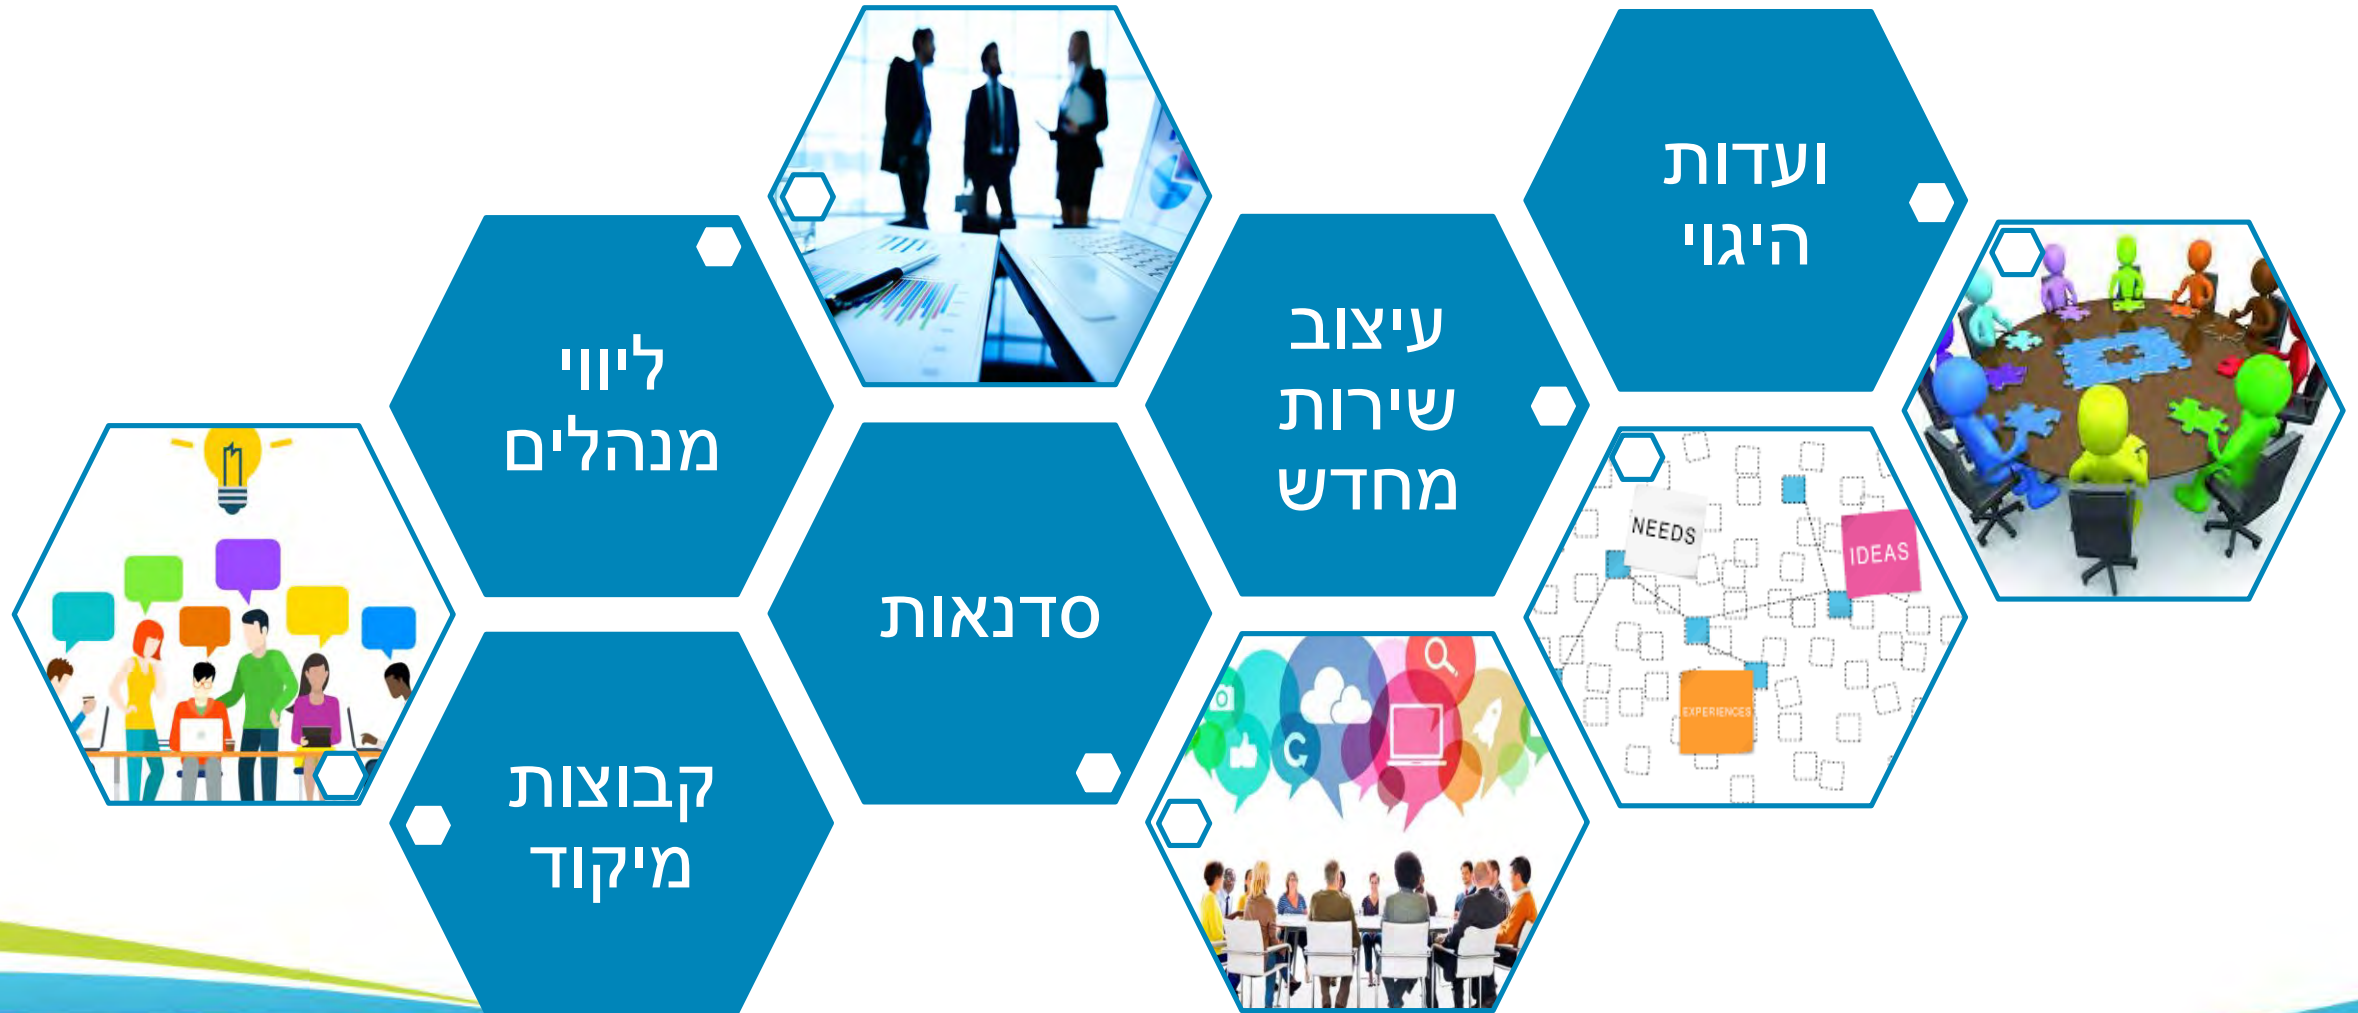 ועדות
היגוי
עיצוב
שירות
מחדש
ליווי
מנהלים
סדנאות
קבוצות
מיקוד
NEEDS
IDEAS
EXPERIENCES